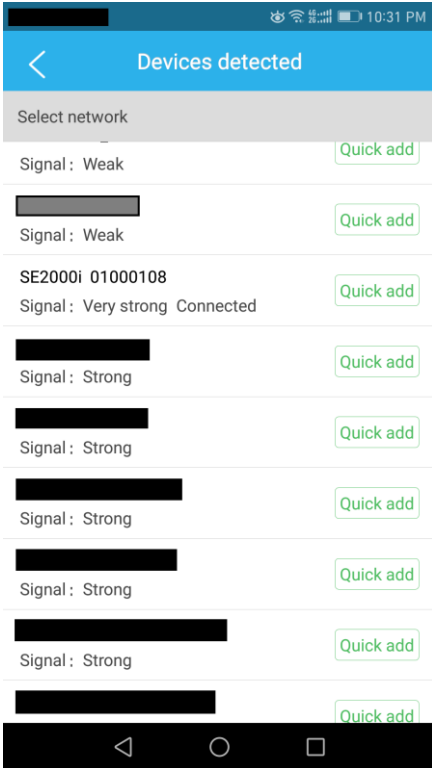 10:31 PM
Devices detected
Select network
Quick add
Signal: Weak
Quick add
Signal: Weak
SE2000i 01000108
Quick add
Signal: Very strong Connected
Quick add
Signal: Strong
Quick add
Signal: Strong
Quick add
Signal: Strong
Quick add
Signal: Strong
Quick add
Signal: Strong
Quick add